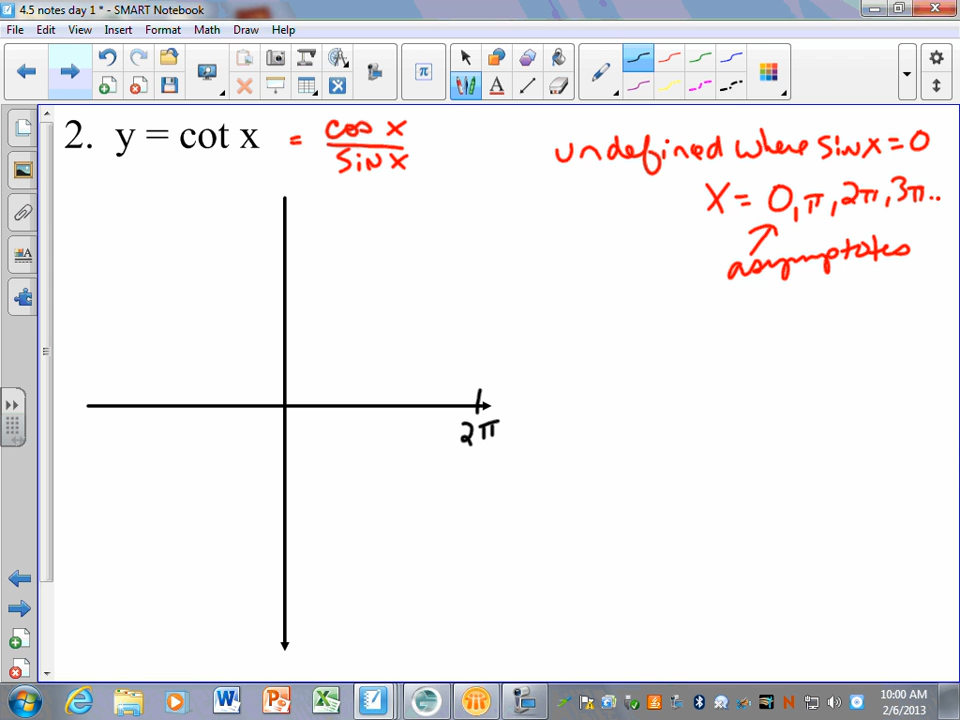 4.5 notes day 1 * - SMART Notebook
File Edit View Insert Format Math Draw Help
2. y = cot x = cos x / sin x
undefined where sin x = 0
x = 0, π, 2π, 3π..
asymptotes
2π
10:00 AM
2/6/2013